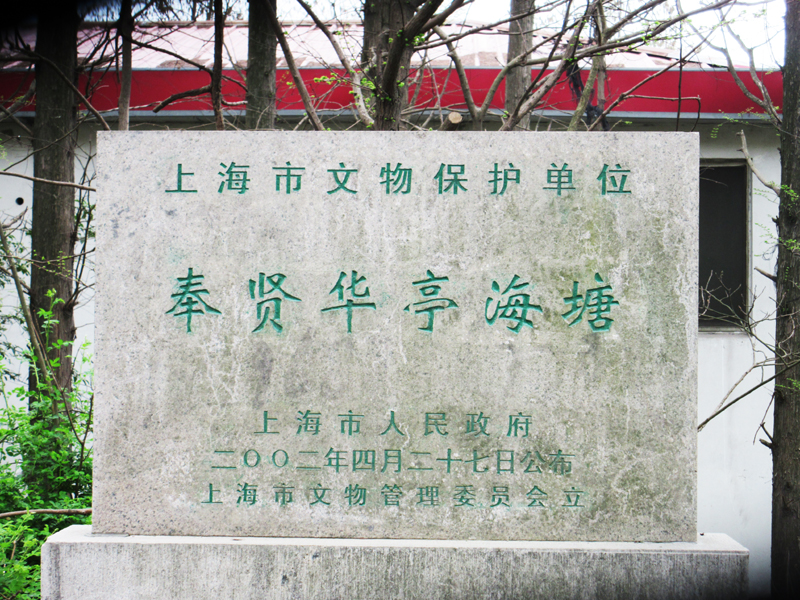 上海市文物保护单位
奉贤华亭海塘
上海市人民政府
二〇〇二年四月二十七日公布
上海市文物管理委员会立